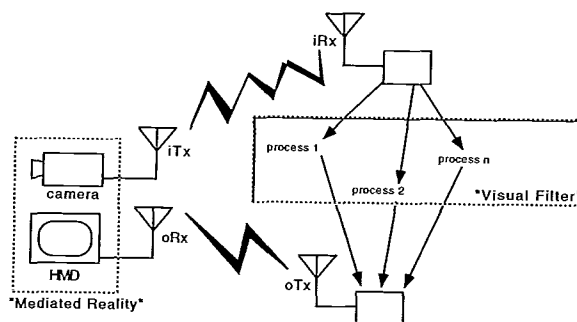 iRx
iTx
process 1
process n
camera
process 2
"Visual Filter"
oRx
HMD
oTx
"Mediated Reality"